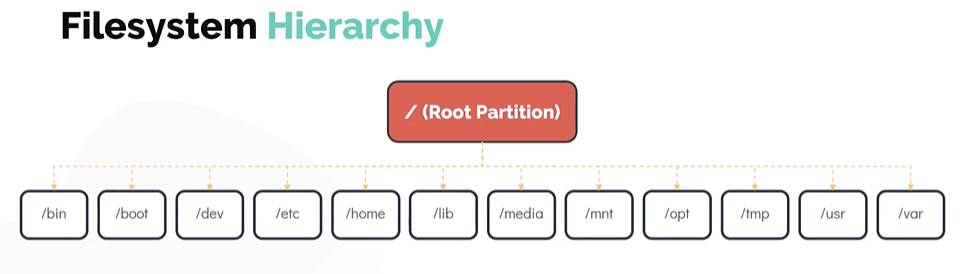 Filesystem Hierarchy
/ (Root Partition)
/bin
/boot
/dev
/etc
/home
/lib
/media
/mnt
/opt
/tmp
/usr
/var